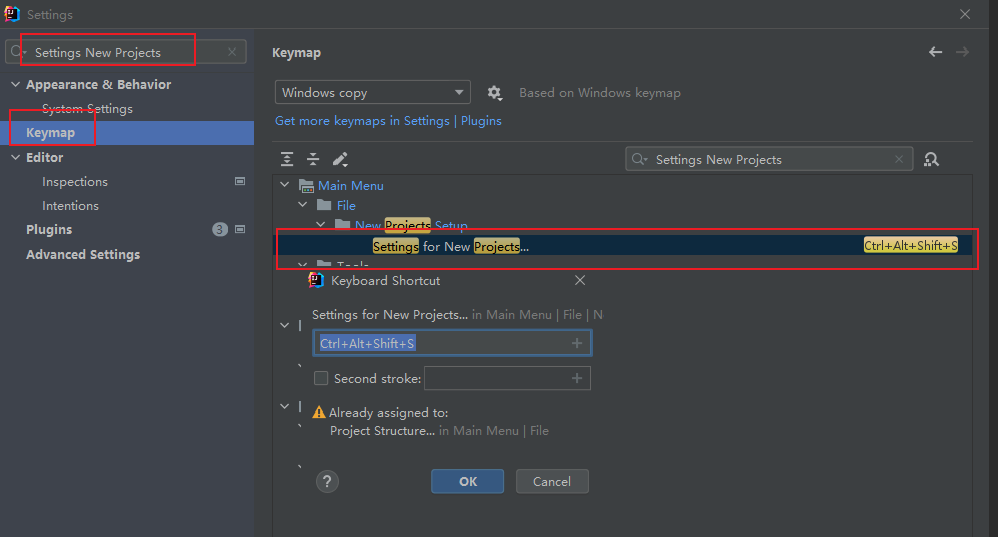 Settings
Settings New Projects
Appearance & Behavior
System Settings
Keymap
Editor
Inspections
Intentions
Plugins 3
Advanced Settings
Keymap
Windows copy
Based on Windows keymap
Get more keymaps in Settings | Plugins
Settings New Projects
Main Menu
File
New Projects Setup
Settings for New Projects... Ctrl+Alt+Shift+S
Tools
Keyboard Shortcut
Settings for New Projects... in Main Menu | File | N
Ctrl+Alt+Shift+S
Second stroke:
Already assigned to:
Project Structure... in Main Menu | File
?
OK
Cancel